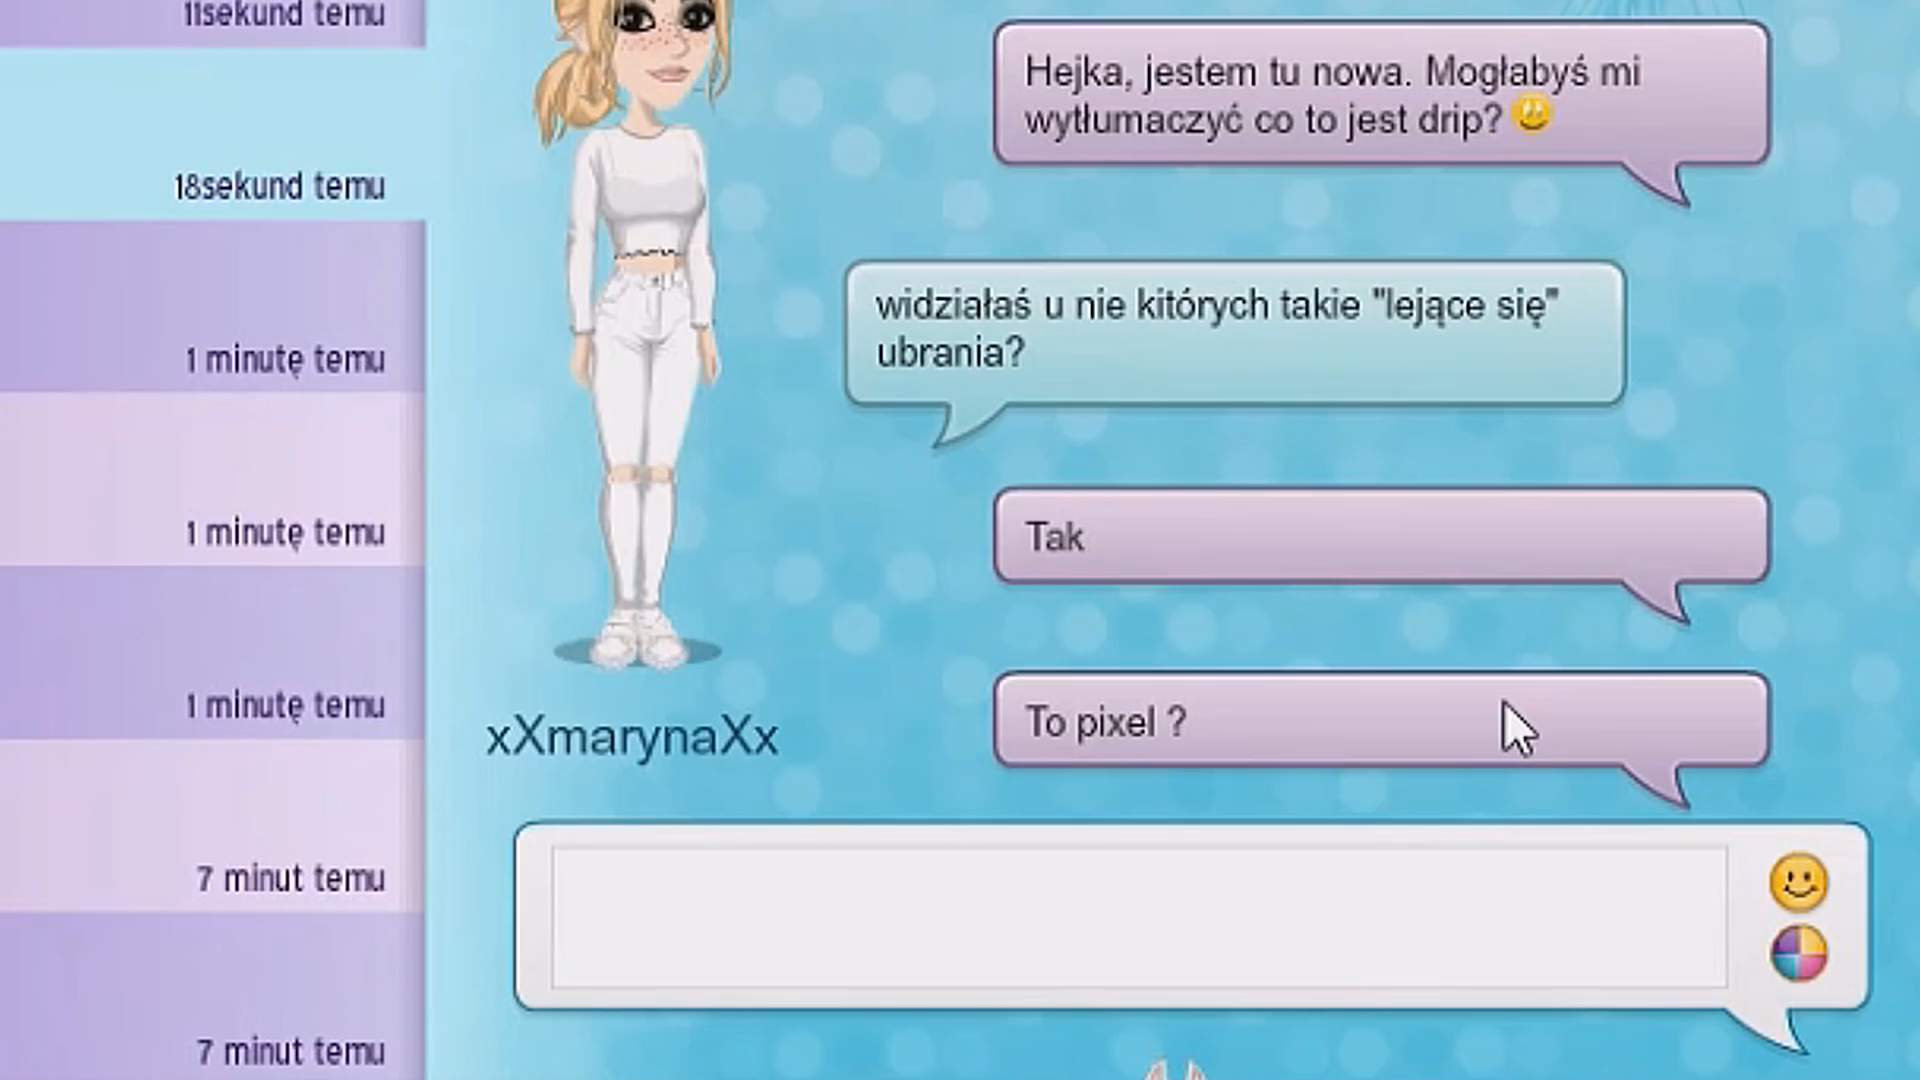 11sekund temu
18sekund temu
1 minutę temu
1 minutę temu
1 minutę temu
7 minut temu
7 minut temu
xXmarynaXx
Hejka, jestem tu nowa. Mogłabyś mi
wytłumaczyć co to jest drip?
widziałaś u nie kitórych takie "lejące się"
ubrania?
Tak
To pixel ?